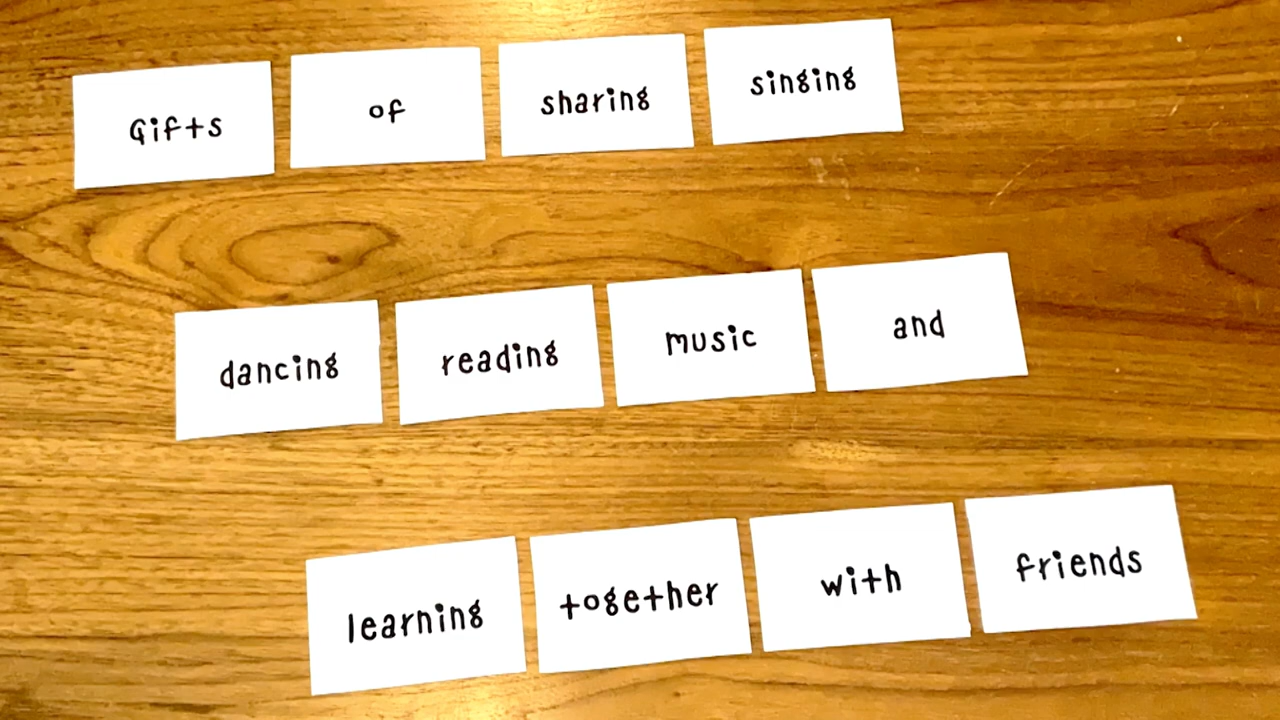 Gifts of sharing singing
dancing reading music and
learning together with friends